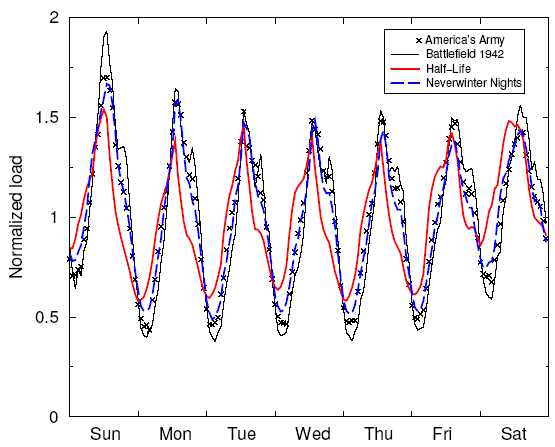 2
America's Army
Battlefield 1942
Half-Life
Neverwinter Nights
1.5
Normalized load
1
0.5
0
Sun Mon Tue Wed Thu Fri Sat